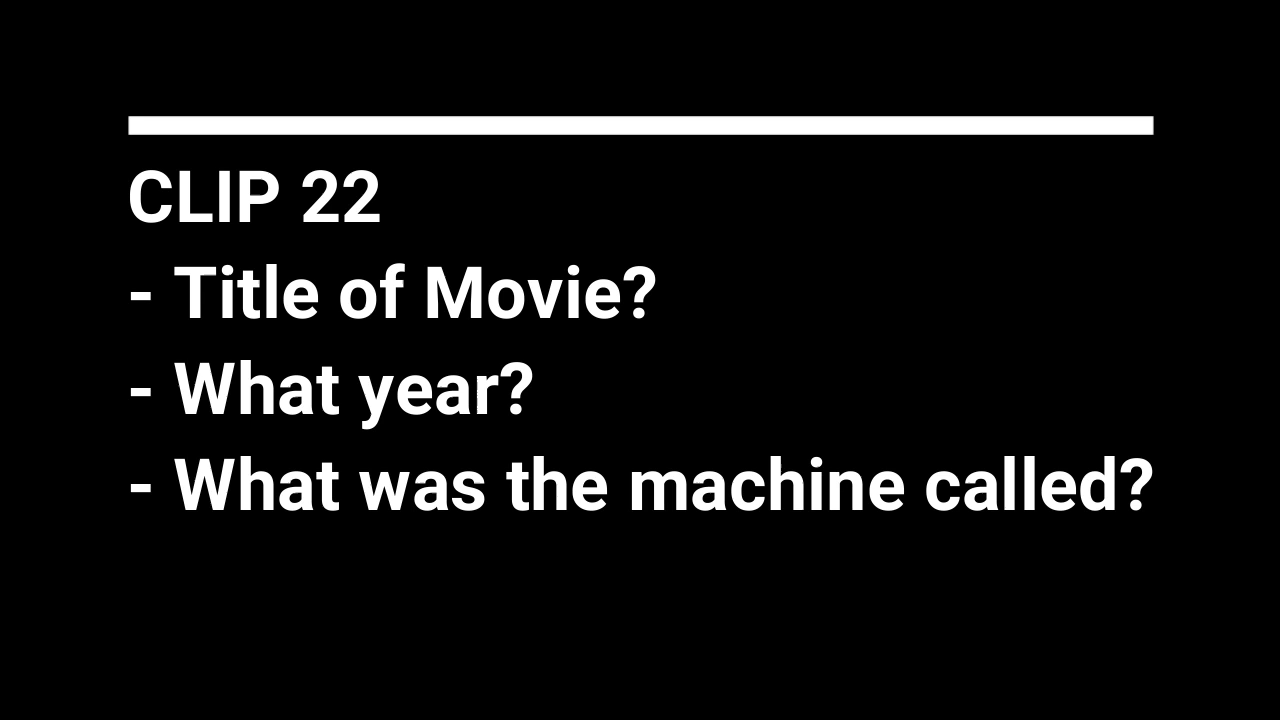 CLIP 22
- Title of Movie?
- What year?
- What was the machine called?